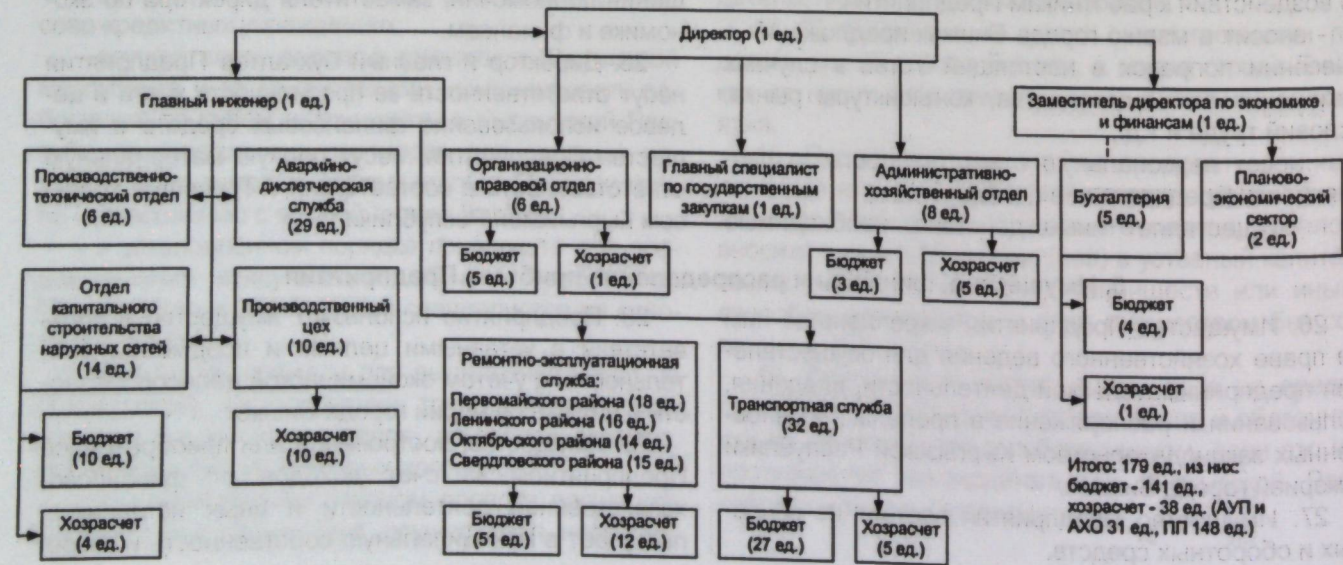 Директор (1 ед.)
Главный инженер (1 ед.)
Заместитель директора по экономике
и финансам (1 ед.)
Производственно-
технический отдел
(6 ед.)
Аварийно-
диспетчерская
служба
(29 ед.)
Организационно-
правовой отдел
(6 ед.)
Главный специалист
по государственным
закупкам (1 ед.)
Административно-
хозяйственный отдел
(8 ед.)
Бухгалтерия
(5 ед.)
Планово-
экономический
сектор
(2 ед.)
Бюджет
(5 ед.)
Хозрасчет
(1 ед.)
Бюджет
(3 ед.)
Хозрасчет
(5 ед.)
Отдел
капитального
строительства
наружных сетей
(14 ед.)
Производственный
цех
(10 ед.)
Бюджет
(4 ед.)
Ремэксплуатационная
служба:
Первомайского района (18 ед.)
Ленинского района (16 ед.)
Октябрьского района (14 ед.)
Свердловского района (15 ед.)
Транспортная служба
(32 ед.)
Хозрасчет
(1 ед.)
Бюджет
(10 ед.)
Хозрасчет
(10 ед.)
Итого: 179 ед., из них:
бюджет - 141 ед.,
хозрасчет - 38 ед. (АУП и
АХО 31 ед., ПП 148 ед.)
Хозрасчет
(4 ед.)
Бюджет
(51 ед.)
Хозрасчет
(12 ед.)
Бюджет
(27 ед.)
Хозрасчет
(5 ед.)